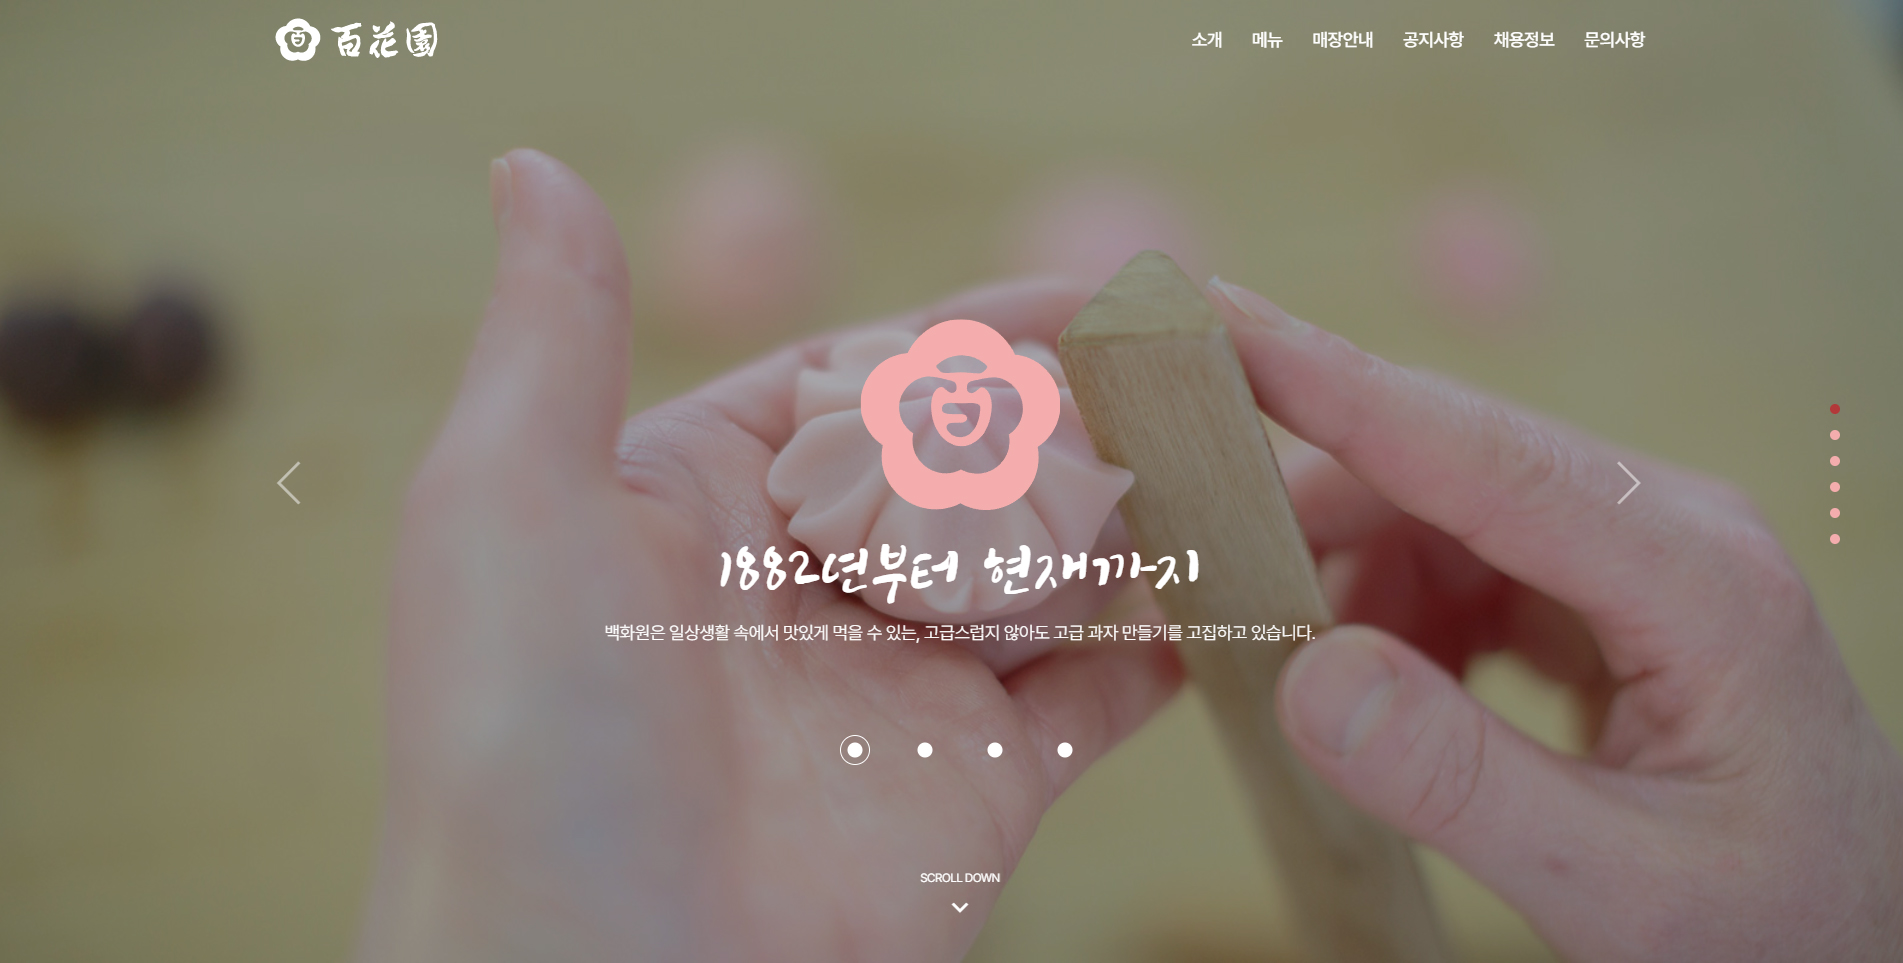 百 百花園
소개 메뉴 매장안내 공지사항 채용정보 문의사항
百
1882년부터 현재까지
백화원은 일상생활 속에서 맛있게 먹을 수 있는, 고급스럽지 않아도 고급 과자 만들기를 고집하고 있습니다.
SCROLL DOWN